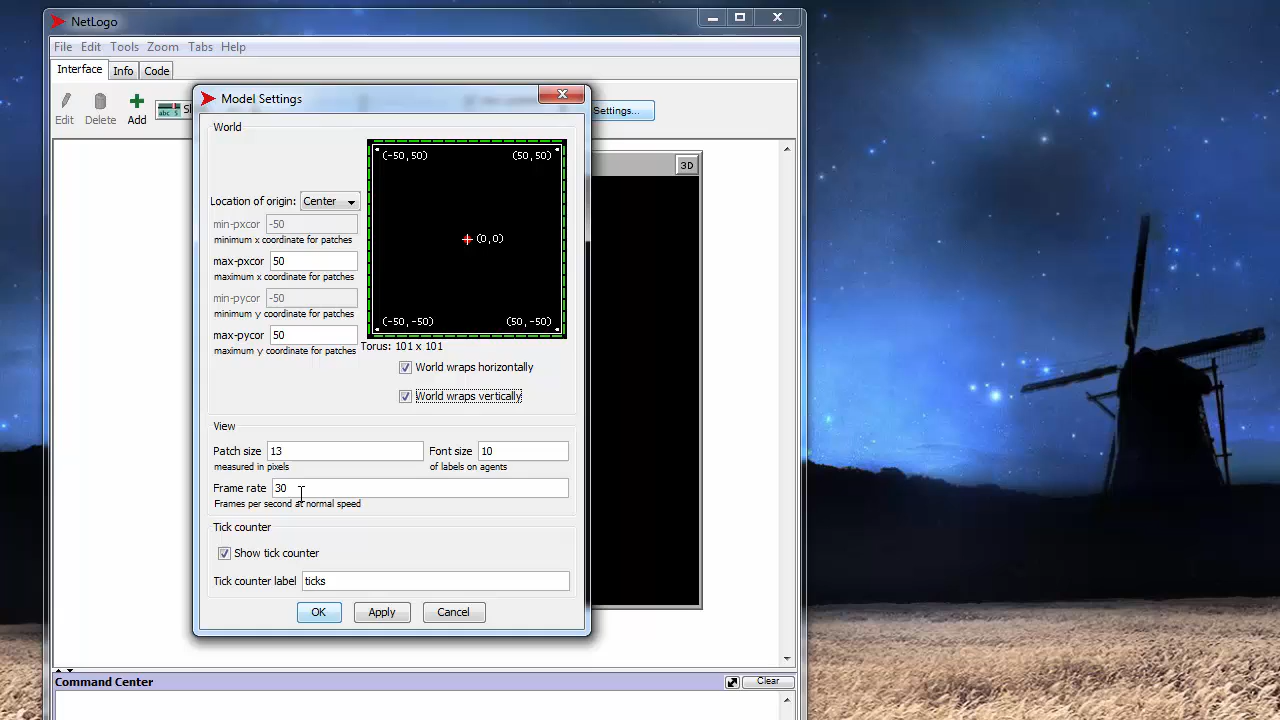 NetLogo
File Edit Tools Zoom Tabs Help
Interface Info Code
Edit Delete Add abc 5 Settings...
3D
Model Settings
World
(-50,50) (50,50)
Location of origin: Center
min-pxcor -50
minimum x coordinate for patches
(0,0)
max-pxcor 50
maximum x coordinate for patches
min-pycor -50
minimum y coordinate for patches
(-50,-50) (50,-50)
max-pycor 50
maximum y coordinate for patches
Torus: 101 x 101
World wraps horizontally
World wraps vertically
View
Patch size 13 Font size 10
measured in pixels of labels on agents
Frame rate 30
Frames per second at normal speed
Tick counter
Show tick counter
Tick counter label ticks
OK Apply Cancel
Command Center Clear